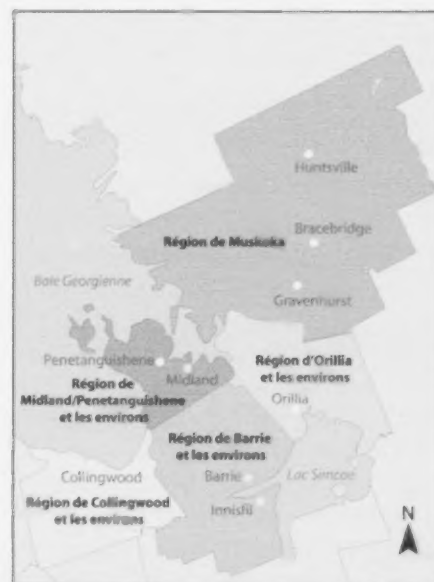 Huntsville
Bracebridge
Région de Muskoka
Baie Georgienne
Gravenhurst
Penetanguishene
Midland
Région d'Orillia
et les environs
Orillia
Région de
Midland/Penetanguishene
et les environs
Région de Barrie
et les environs
Collingwood
Barrie
Lac Simcoe
Région de Collingwood
et les environs
Innisfil
N